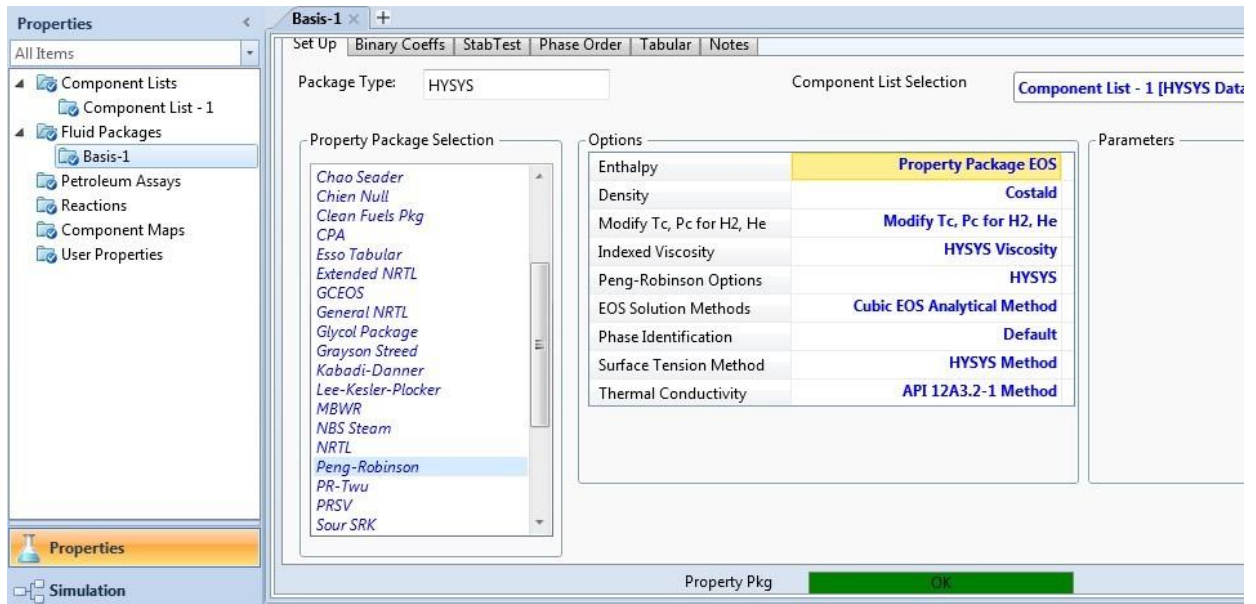 Properties
All Items
Component Lists
Component List - 1
Fluid Packages
Basis-1
Petroleum Assays
Reactions
Component Maps
User Properties
Properties
Simulation
Basis-1
Set Up Binary Coeffs StabTest Phase Order Tabular Notes
Package Type: HYSYS Component List Selection Component List - 1 [HYSYS Data
Property Package Selection
Chao Seader
Chien Null
Clean Fuels Pkg
CPA
Esso Tabular
Extended NRTL
GCEOS
General NRTL
Glycol Package
Grayson Streed
Kabadi-Danner
Lee-Kesler-Plocker
MBWR
NBS Steam
NRTL
Peng-Robinson
PR-Twu
PRSV
Sour SRK
Options
Enthalpy Property Package EOS
Density Costald
Modify Tc, Pc for H2, He Modify Tc, Pc for H2, He
Indexed Viscosity HYSYS Viscosity
Peng-Robinson Options HYSYS
EOS Solution Methods Cubic EOS Analytical Method
Phase Identification Default
Surface Tension Method HYSYS Method
Thermal Conductivity API 12A3.2-1 Method
Parameters
Property Pkg OK